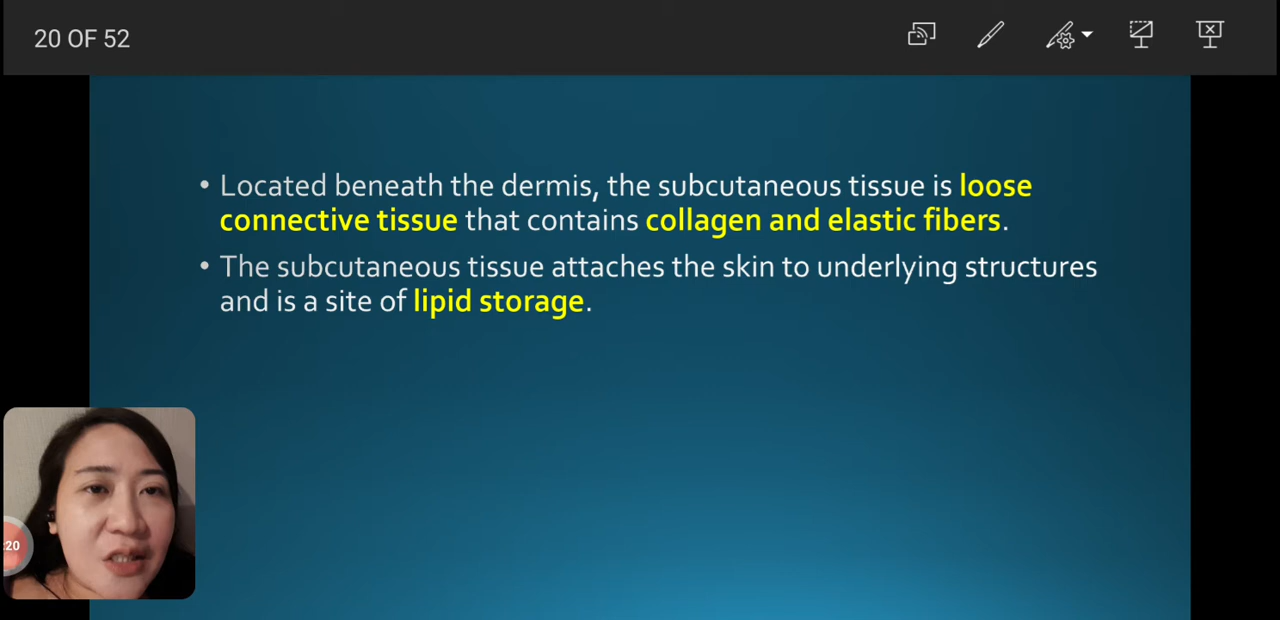 20 OF 52
• Located beneath the dermis, the subcutaneous tissue is loose
connective tissue that contains collagen and elastic fibers.
• The subcutaneous tissue attaches the skin to underlying structures
and is a site of lipid storage.
:20